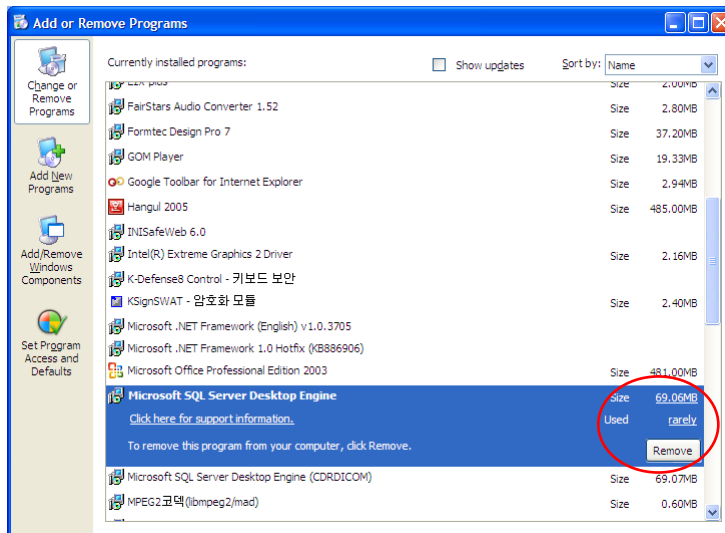 Add or Remove Programs
Change or
Remove
Programs
Add New
Programs
Add/Remove
Windows
Components
Set Program
Access and
Defaults
Currently installed programs:
Show updates
Sort by: Name
Size 2.00MB
FairStars Audio Converter 1.52 Size 2.80MB
Formtec Design Pro 7 Size 37.20MB
GOM Player Size 19.33MB
Google Toolbar for Internet Explorer Size 2.94MB
Hangul 2005 Size 485.00MB
INISafeWeb 6.0
Intel(R) Extreme Graphics 2 Driver Size 2.16MB
K-Defense8 Control - 키보드 보안
KSignSWAT - 암호화 모듈 Size 2.40MB
Microsoft .NET Framework (English) v1.0.3705
Microsoft .NET Framework 1.0 Hotfix (KB886906)
Microsoft Office Professional Edition 2003 Size 481.00MB
Microsoft SQL Server Desktop Engine Size 69.06MB
Click here for support information. Used rarely
To remove this program from your computer, click Remove. Remove
Microsoft SQL Server Desktop Engine (CDRDICOM) Size 69.07MB
MPEG2코덱(libmpeg2/mad) Size 0.60MB